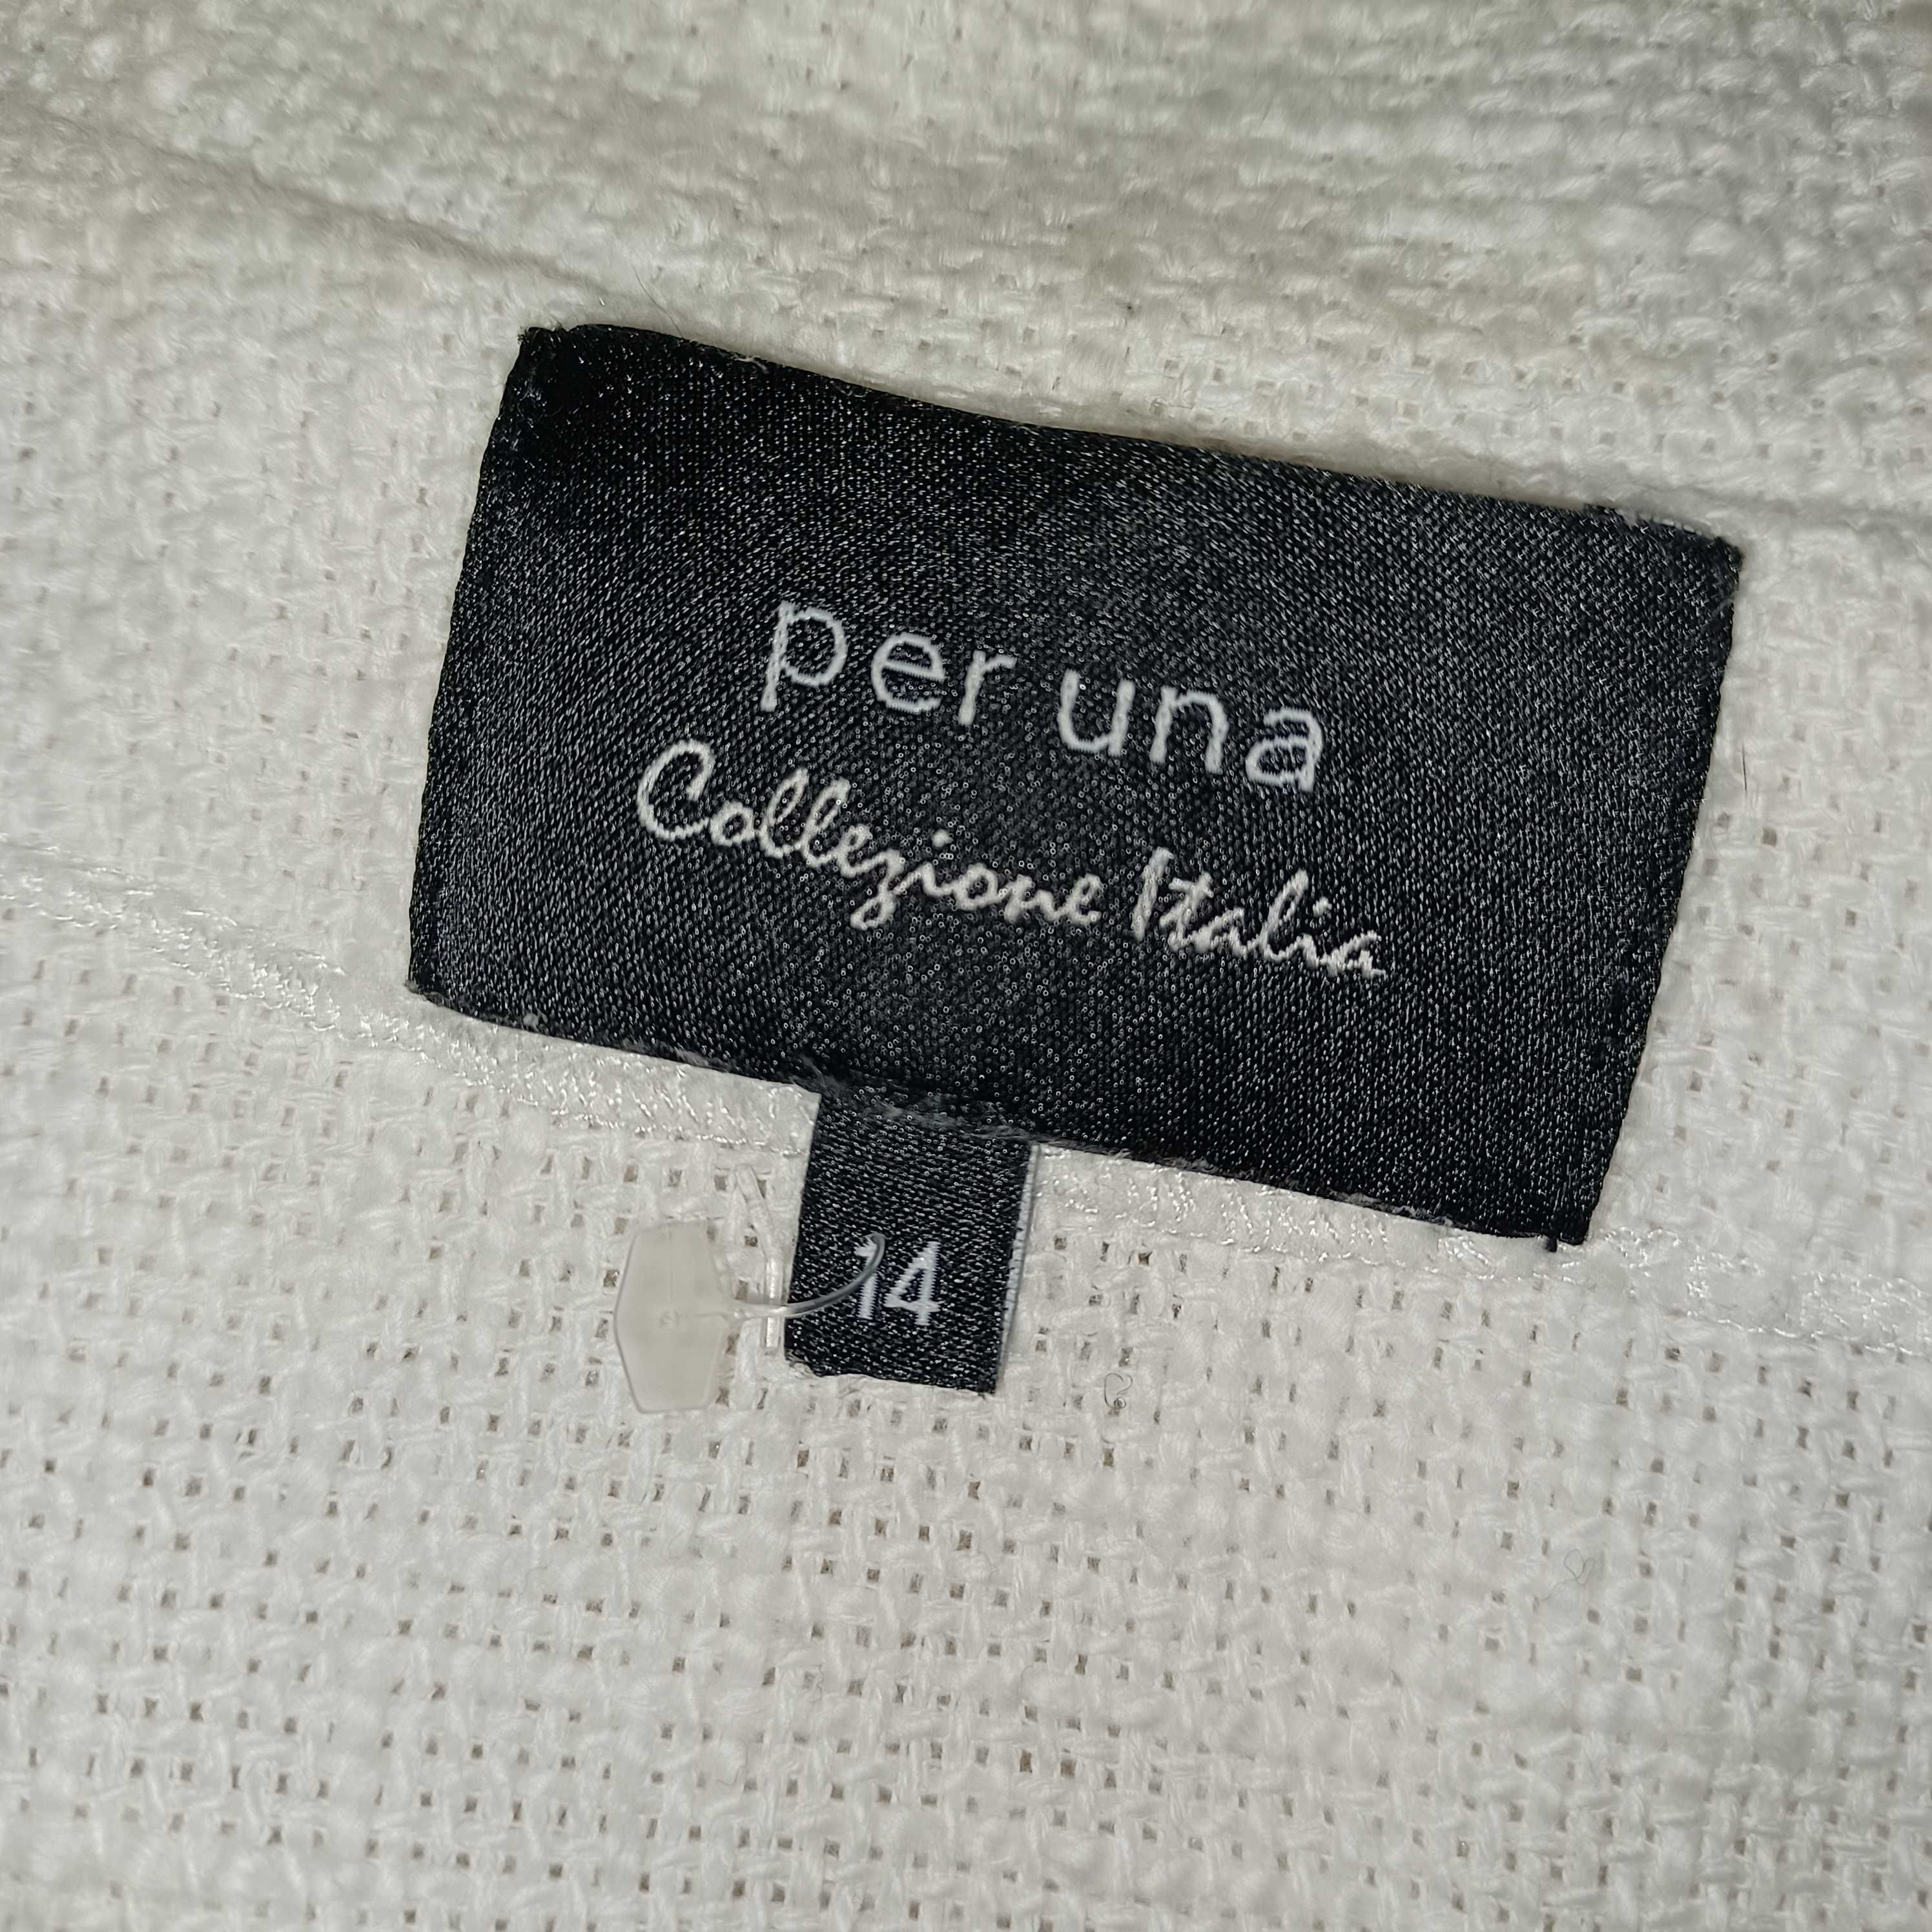 per una
Collezione Italia
14